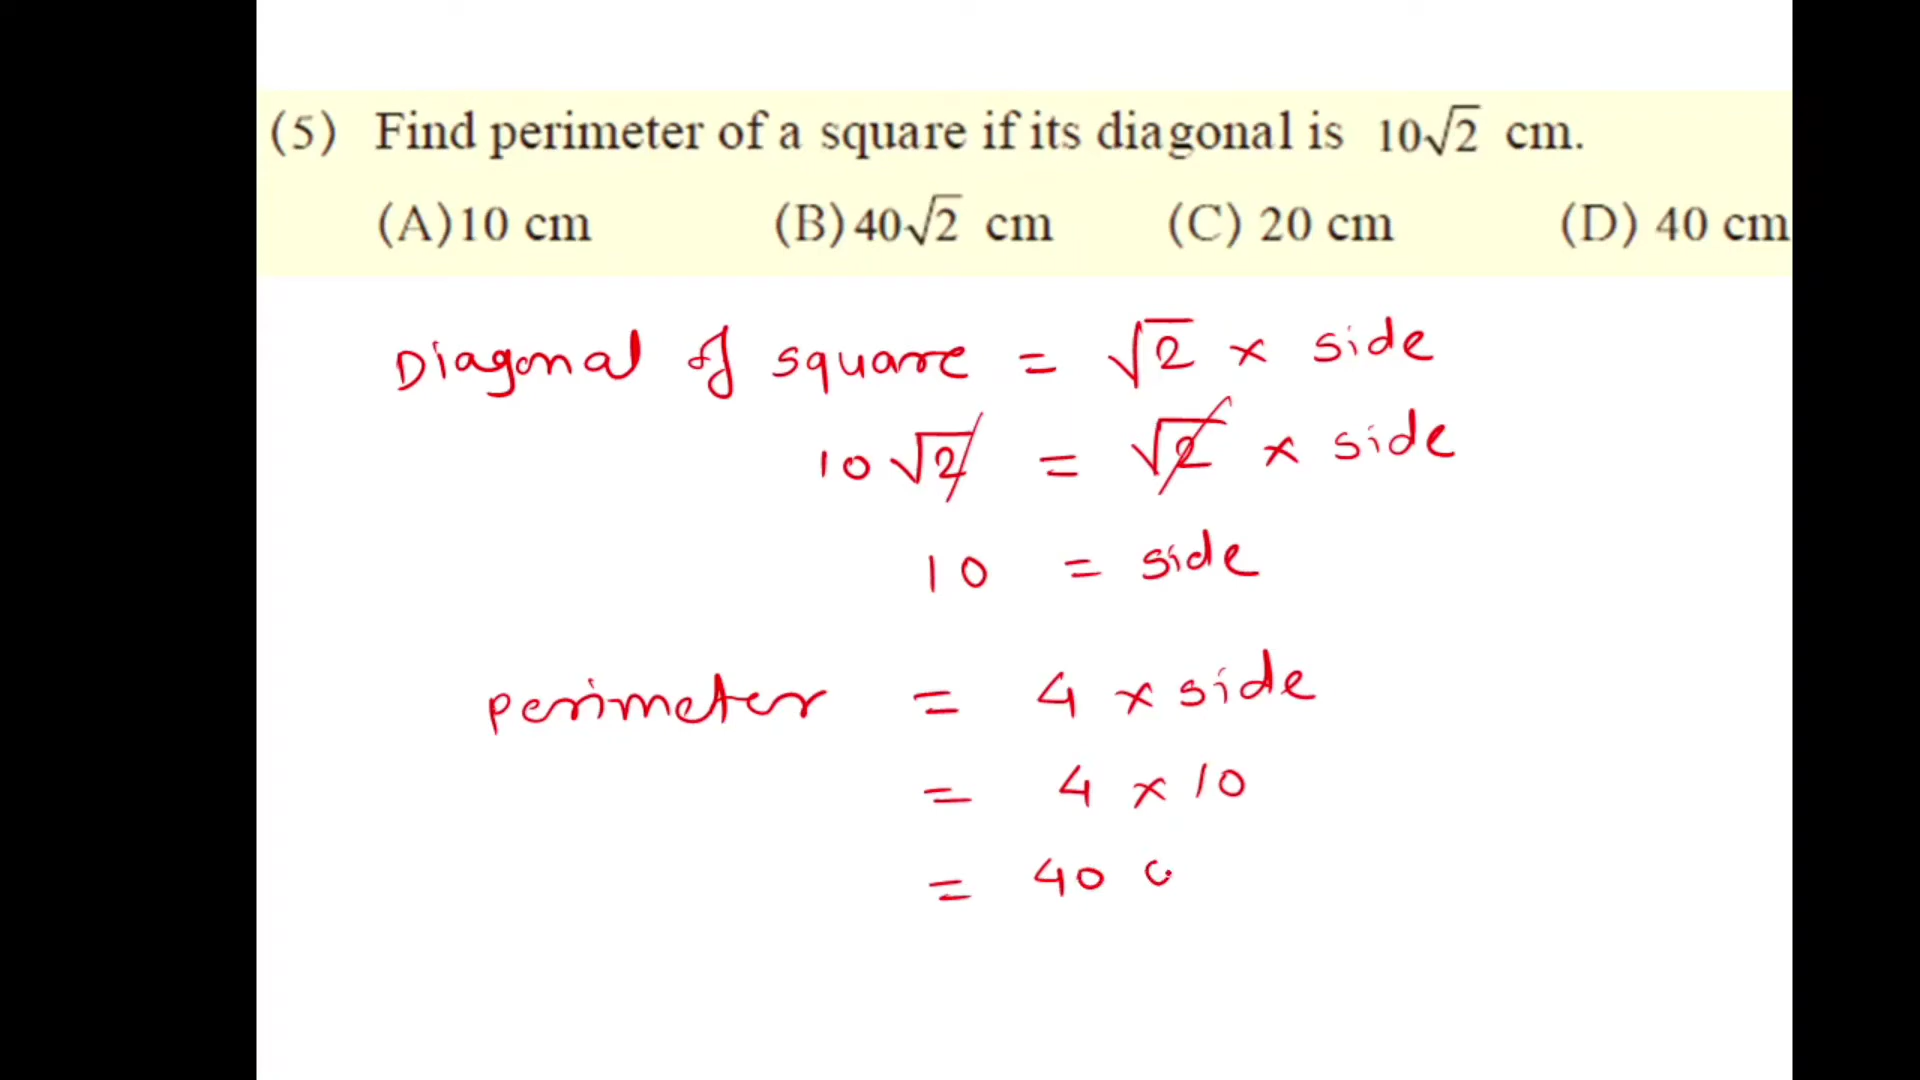 (5) Find perimeter of a square if its diagonal is 10√2 cm.
(A)10 cm (B)40√2 cm (C) 20 cm (D) 40 cm
Diagonal of square = √2 × side
10√2 = √2 × side
10 = side
perimeter = 4 × side
= 4 × 10
= 40 c